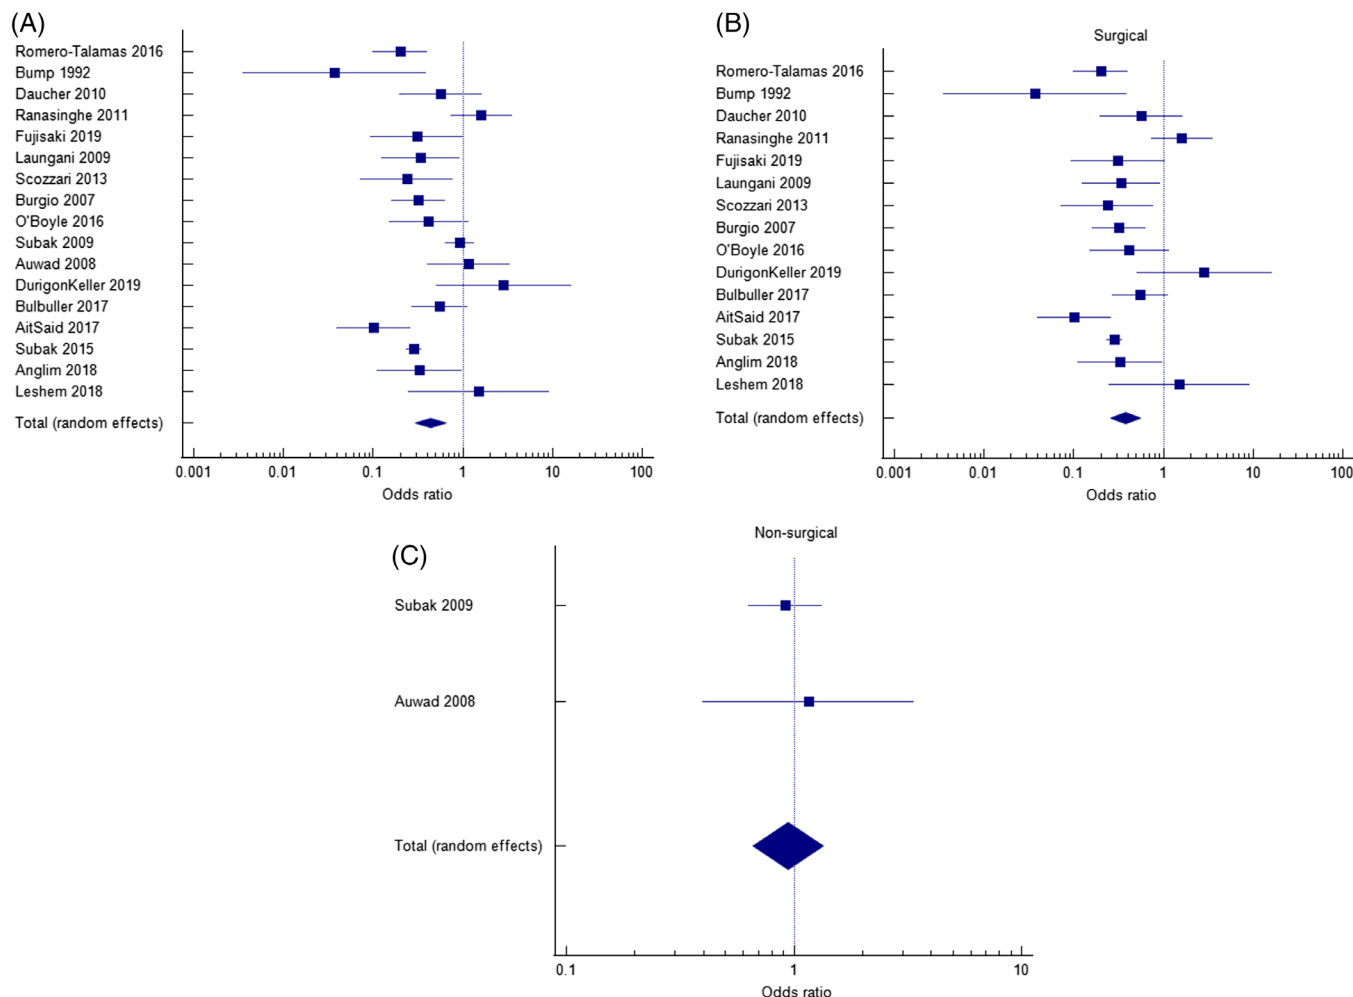 (A)
Romero-Talamas 2016
Bump 1992
Daucher 2010
Ranasinghe 2011
Fujisaki 2019
Laungani 2009
Scozzari 2013
Burgio 2007
O'Boyle 2016
Subak 2009
Auwad 2008
DurigonKeller 2019
Bulbuller 2017
AitSaid 2017
Subak 2015
Anglim 2018
Leshem 2018
Total (random effects)
0.001 0.01 0.1 1 10 100
Odds ratio
(B)
Surgical
Romero-Talamas 2016
Bump 1992
Daucher 2010
Ranasinghe 2011
Fujisaki 2019
Laungani 2009
Scozzari 2013
Burgio 2007
O'Boyle 2016
DurigonKeller 2019
Bulbuller 2017
AitSaid 2017
Subak 2015
Anglim 2018
Leshem 2018
Total (random effects)
0.001 0.01 0.1 1 10 100
Odds ratio
(C)
Non-surgical
Subak 2009
Auwad 2008
Total (random effects)
0.1 1 10
Odds ratio